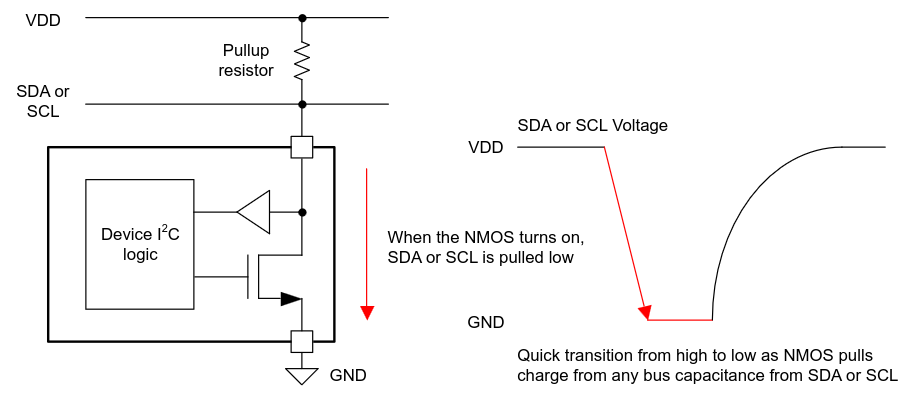 VDD
Pullup
resistor
SDA or
SCL
Device I²C
logic
When the NMOS turns on,
SDA or SCL is pulled low
GND
SDA or SCL Voltage
VDD
GND
Quick transition from high to low as NMOS pulls
charge from any bus capacitance from SDA or SCL